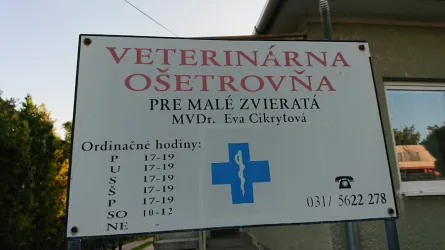 VETERINÁRNA
OŠETROVŇA
PRE MALÉ ZVIERATÁ
MVDr. Eva Cikrytová
Ordinačné hodiny:
P 17-19
U 17-19
S 17-19
Š 17-19
P 17-19
SO 10-12
NE -
031/ 5622 278